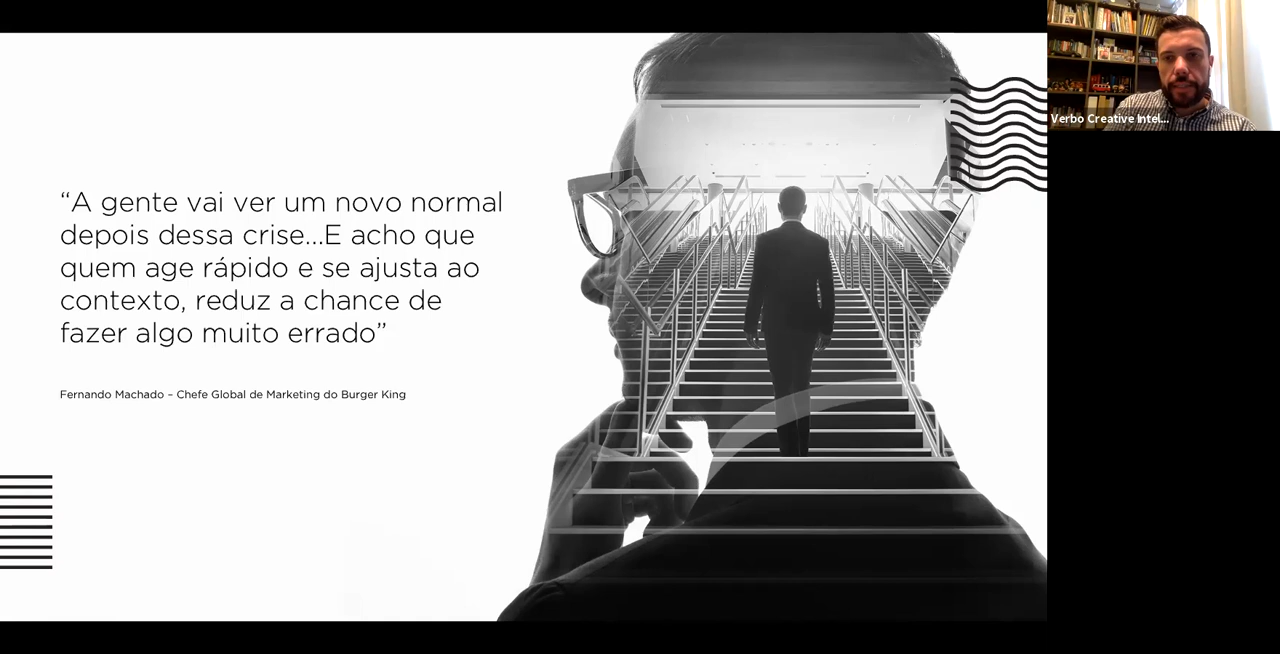 “A gente vai ver um novo normal
depois dessa crise...E acho que
quem age rápido e se ajusta ao
contexto, reduz a chance de
fazer algo muito errado”
Fernando Machado – Chefe Global de Marketing do Burger King
Verbo Creative Intel...